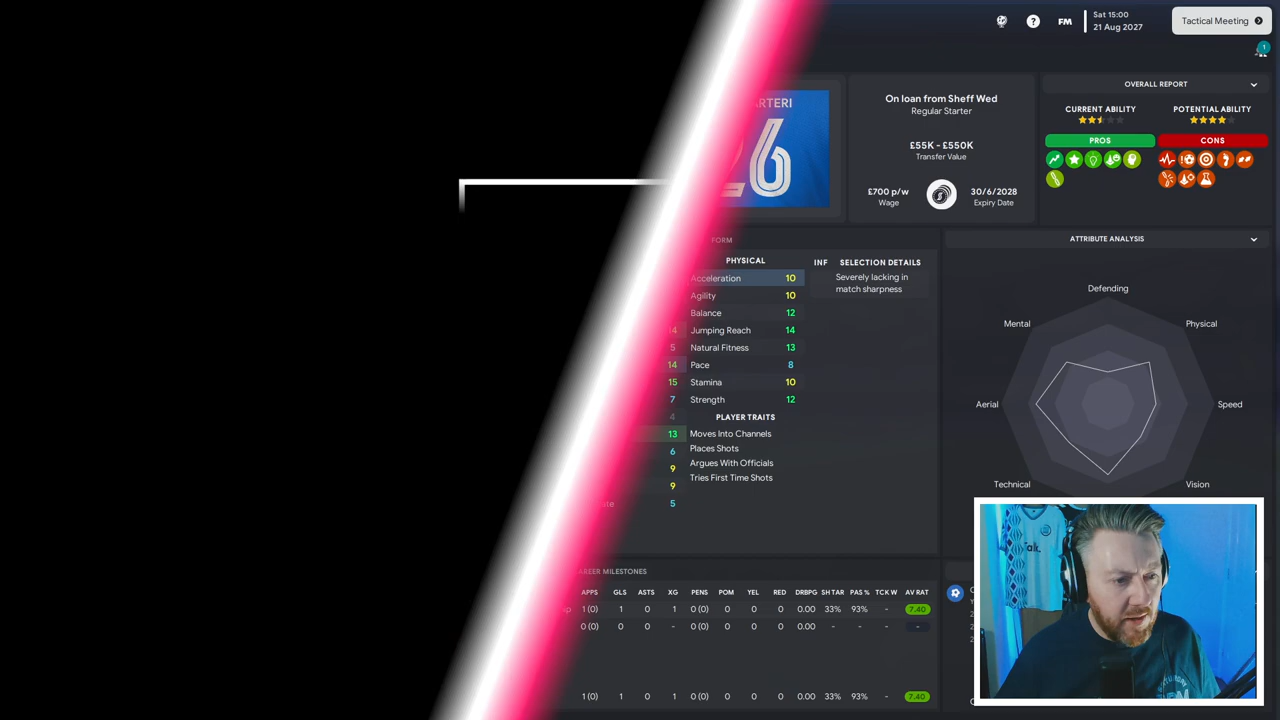 FM
Sat 15:00
21 Aug 2027
Tactical Meeting
1
ARTERI
26
On loan from Sheff Wed
Regular Starter
£55K - £550K
Transfer Value
£700 p/w
Wage
30/6/2028
Expiry Date
OVERALL REPORT
CURRENT ABILITY
POTENTIAL ABILITY
PROS
CONS
FORM
ATTRIBUTE ANALYSIS
PHYSICAL
INF
SELECTION DETAILS
Acceleration 10
Severely lacking in
match sharpness
Agility 10
Balance 12
14 Jumping Reach 14
5 Natural Fitness 13
14 Pace 8
15 Stamina 10
7 Strength 12
4 PLAYER TRAITS
13 Moves Into Channels
6 Places Shots
9 Argues With Officials
9 Tries First Time Shots
5
Defending
Mental
Physical
Aerial
Speed
Technical
Vision
CAREER MILESTONES
APPS GLS ASTS XG PENS POM YEL RED DRBPG SH TAR PAS % TCK W AV RAT
1 (0) 1 0 1 0 (0) 0 0 0 0.00 33% 93% - 7.40
0 (0) 0 0 - 0 (0) 0 0 0 0.00 - - - -
1 (0) 1 0 1 0 (0) 0 0 0 0.00 33% 93% - 7.40